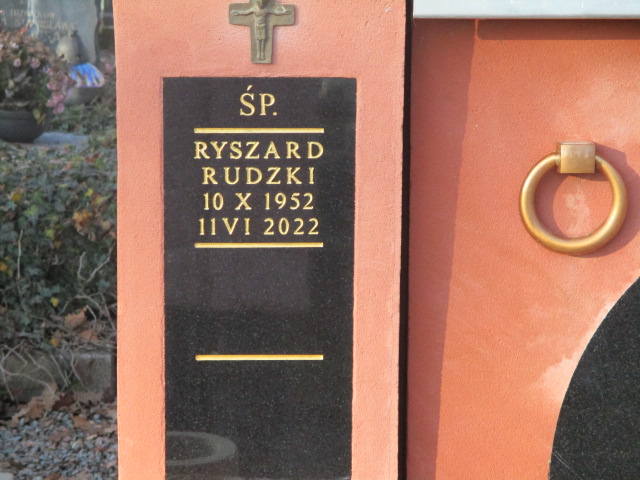 ŚP.
RYSZARD
RUDZKI
10 X 1952
11 VI 2022